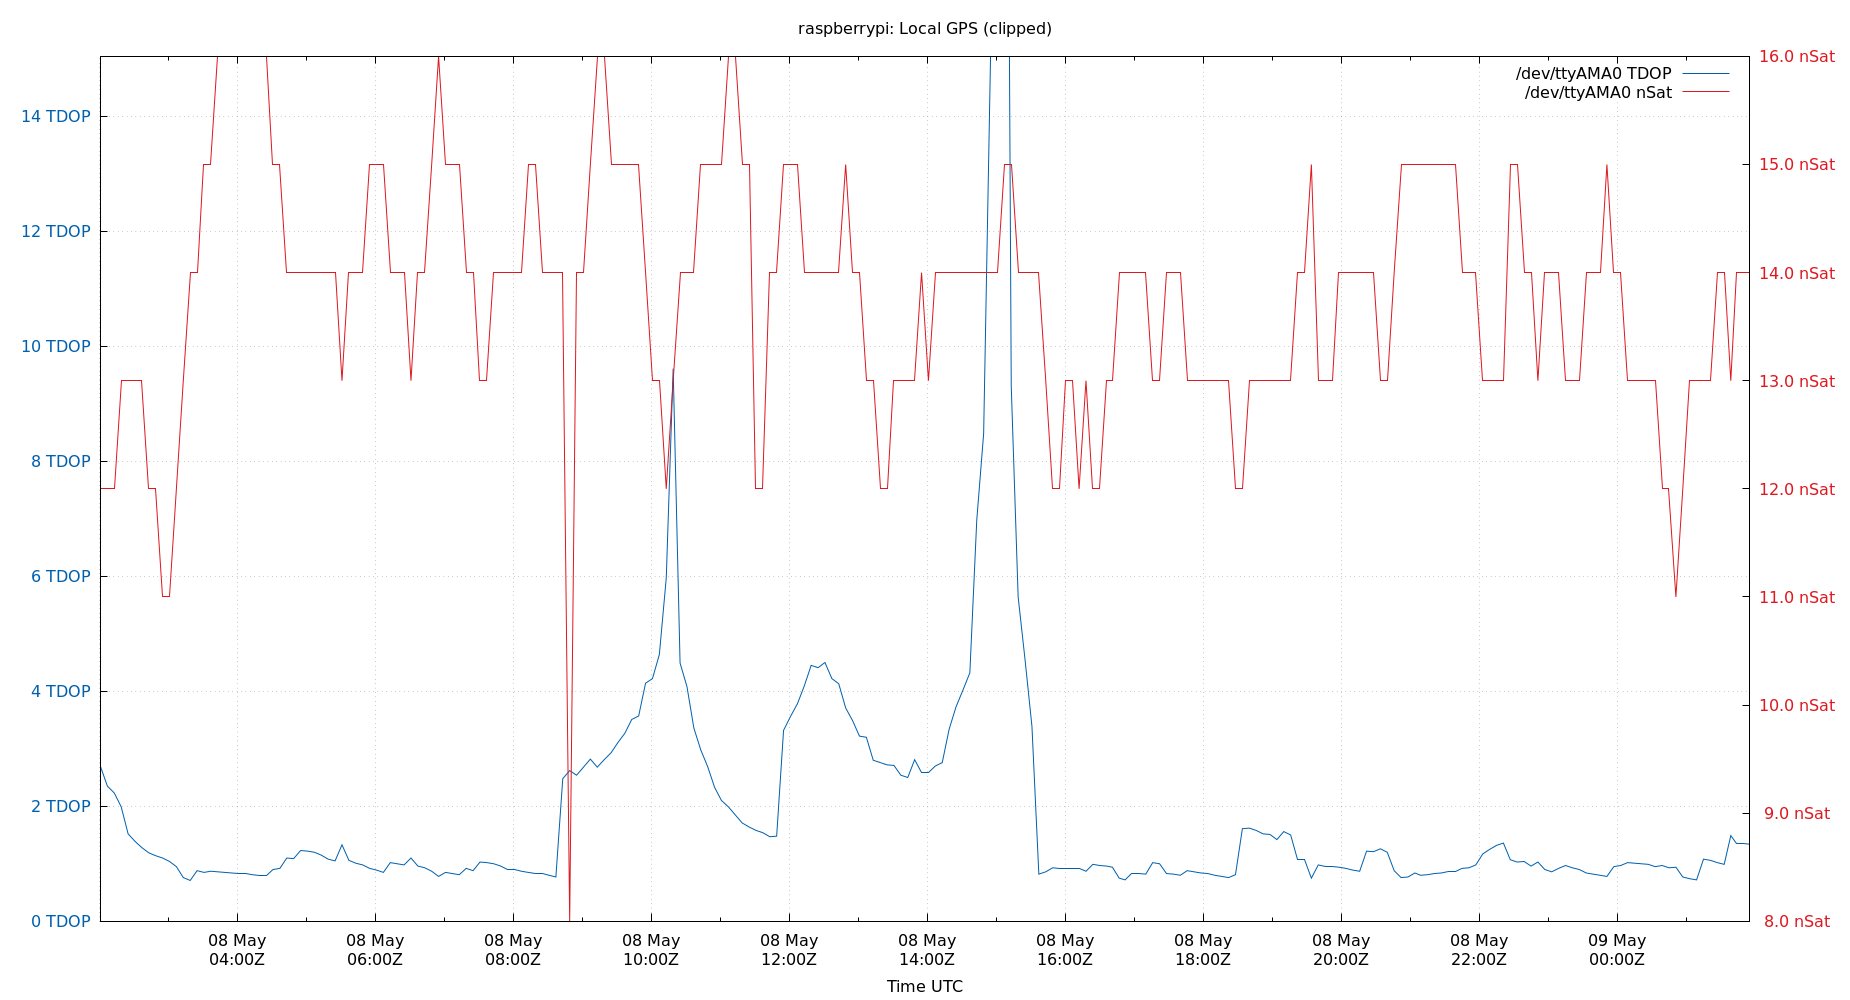 raspberrypi: Local GPS (clipped)
/dev/ttyAMA0 TDOP
/dev/ttyAMA0 nSat
14 TDOP
12 TDOP
10 TDOP
8 TDOP
6 TDOP
4 TDOP
2 TDOP
0 TDOP
16.0 nSat
15.0 nSat
14.0 nSat
13.0 nSat
12.0 nSat
11.0 nSat
10.0 nSat
9.0 nSat
8.0 nSat
08 May
04:00Z
08 May
06:00Z
08 May
08:00Z
08 May
10:00Z
08 May
12:00Z
08 May
14:00Z
08 May
16:00Z
08 May
18:00Z
08 May
20:00Z
08 May
22:00Z
09 May
00:00Z
Time UTC